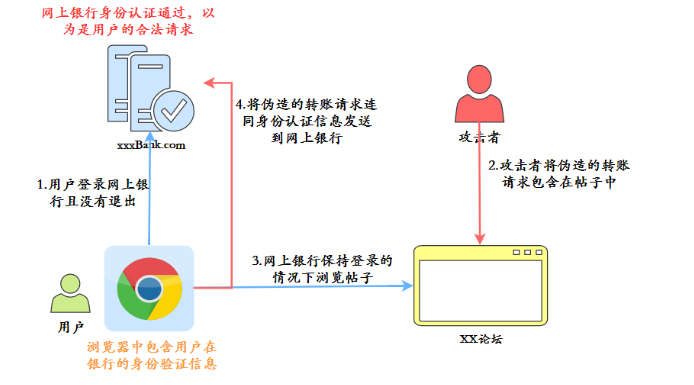 网上银行身份认证通过，以
为是用户的合法请求
xxxBank.com
4.将伪造的转账请求连
同身份认证信息发送
到网上银行
攻击者
1.用户登录网上银
行且没有退出
2.攻击者将伪造的转账
请求包含在帖子中
3.网上银行保持登录的
情况下浏览帖子
用户
XX论坛
浏览器中包含用户在
银行的身份验证信息